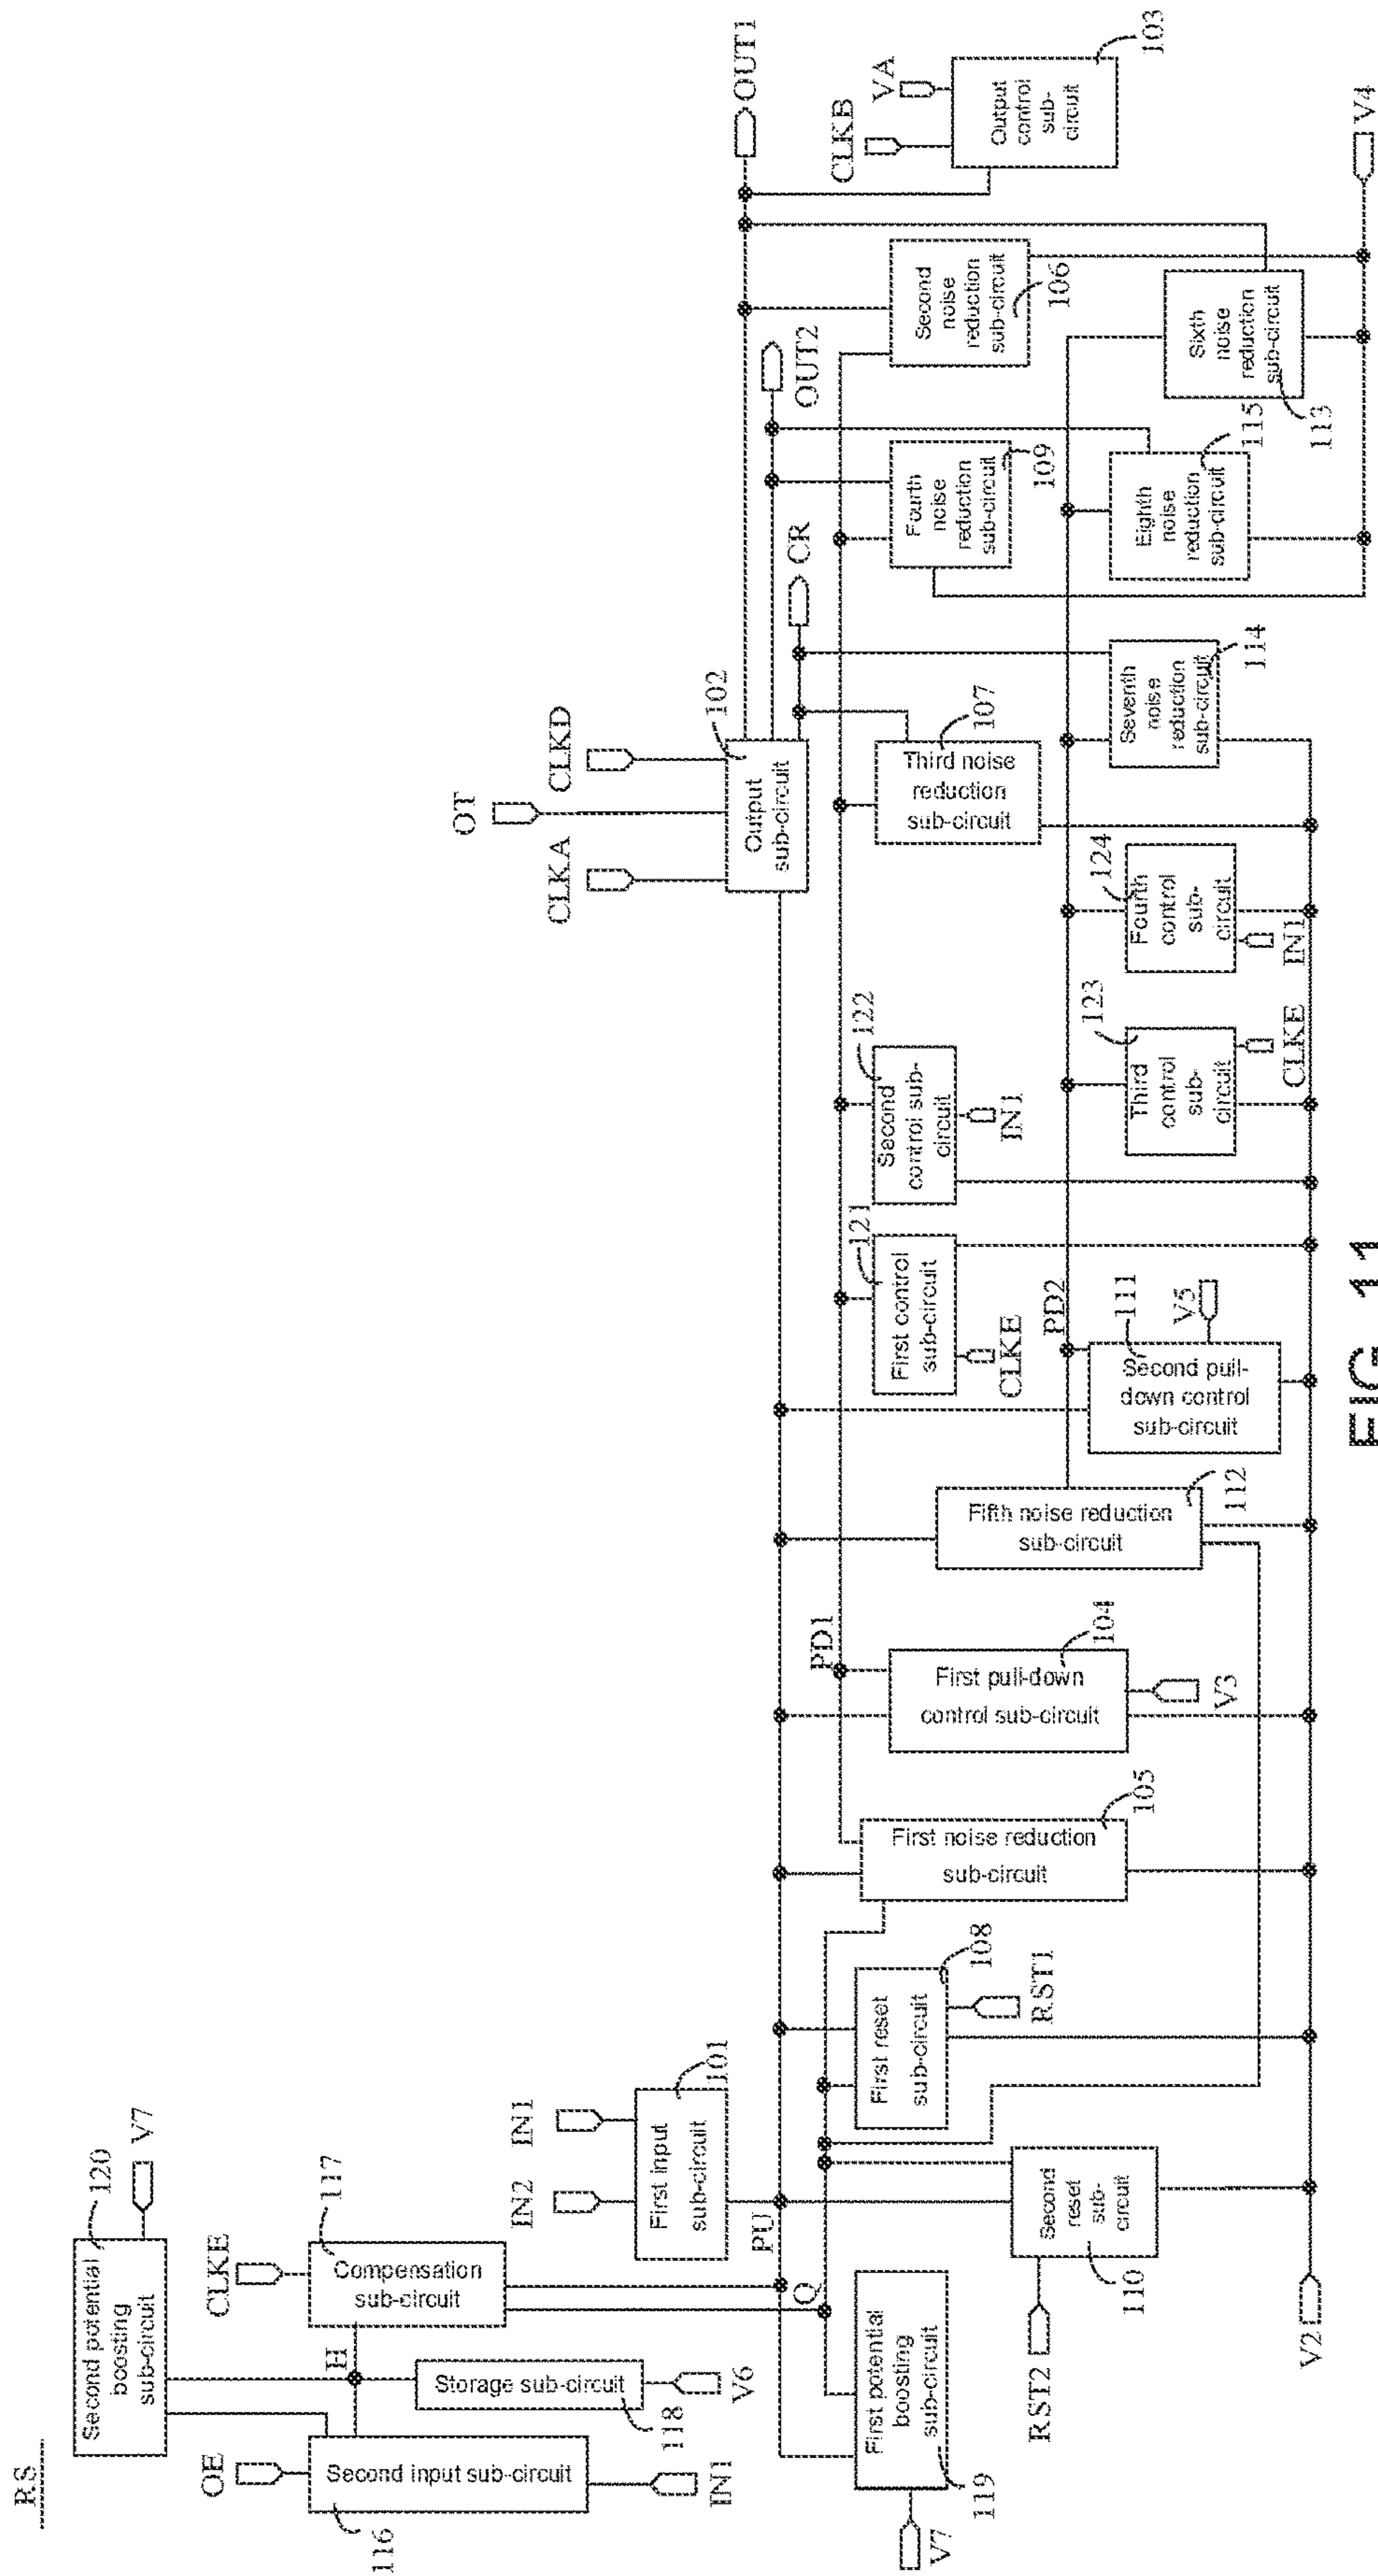 RS
Second potential
boosting
sub-circuit
120
V7
OE
Second input sub-circuit
116
IN1
H
Storage sub-circuit
118
V6
CLKE
Compensation
sub-circuit
117
IN2
IN1
First input
sub-circuit
101
PU
Q
V7
First potential
boosting
sub-circuit
119
RST2
Second
reset
sub-
circuit
110
V2
First reset
sub-circuit
108
RST1
First noise reduction
sub-circuit
105
PD1
First pull-down
control sub-circuit
104
V3
Fifth noise reduction
sub-circuit
112
PD2
Second pull-
down control
sub-circuit
111
V5
First control
sub-circuit
121
CLKE
Second
control sub-
circuit
122
IN1
Third
control
sub-
circuit
123
CLKE
Fourth
control
sub-
circuit
124
IN1
CLKA
OT
CLKD
Output
sub-circuit
102
Third noise
reduction
sub-circuit
107
CR
Seventh
noise
reduction
sub-circuit
114
Fourth
noise
reduction
sub-circuit
109
OUT2
Eighth
noise
reduction
sub-circuit
115
Second
noise
reduction
sub-circuit
106
Sixth
noise
reduction
sub-circuit
113
OUT1
CLKB
VA
Output
control
sub-
circuit
103
V4
FIG. 11